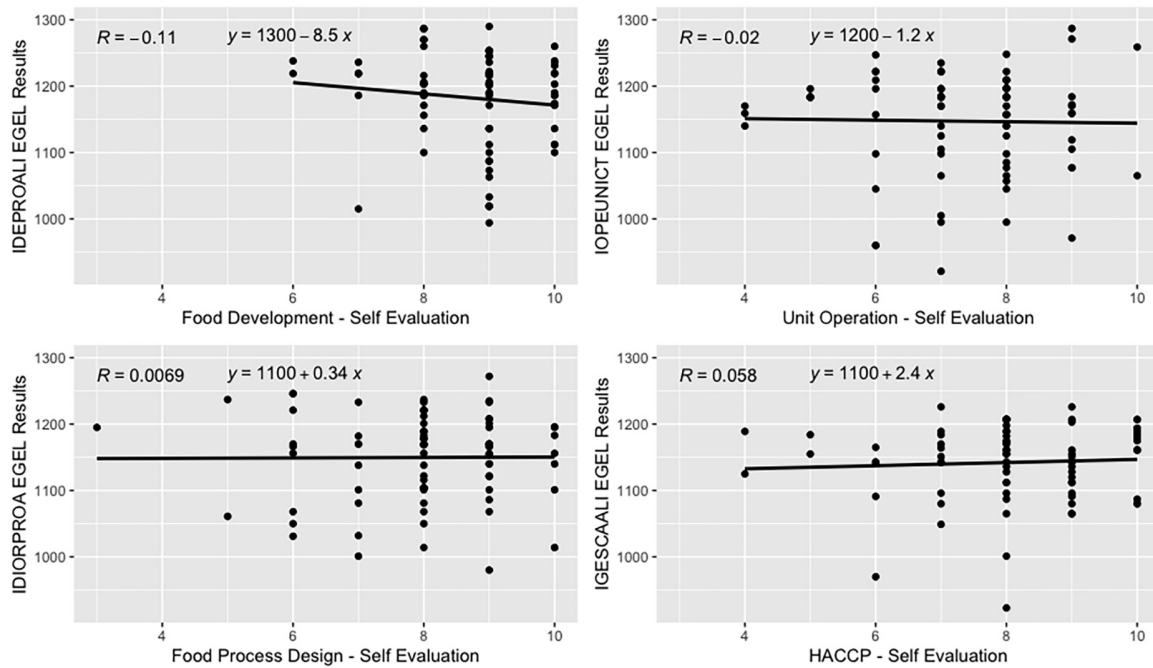 R = −0.11
y = 1300 − 8.5 x
1300
1200
1100
1000
IDEPROALI EGEL Results
4 6 8 10
Food Development - Self Evaluation
R = −0.02
y = 1200 − 1.2 x
1300
1200
1100
1000
IOPEUNICT EGEL Results
4 6 8 10
Unit Operation - Self Evaluation
R = 0.0069
y = 1100 + 0.34 x
1300
1200
1100
1000
IDIORPROA EGEL Results
4 6 8 10
Food Process Design - Self Evaluation
R = 0.058
y = 1100 + 2.4 x
1300
1200
1100
1000
IGESCAALI EGEL Results
4 6 8 10
HACCP - Self Evaluation